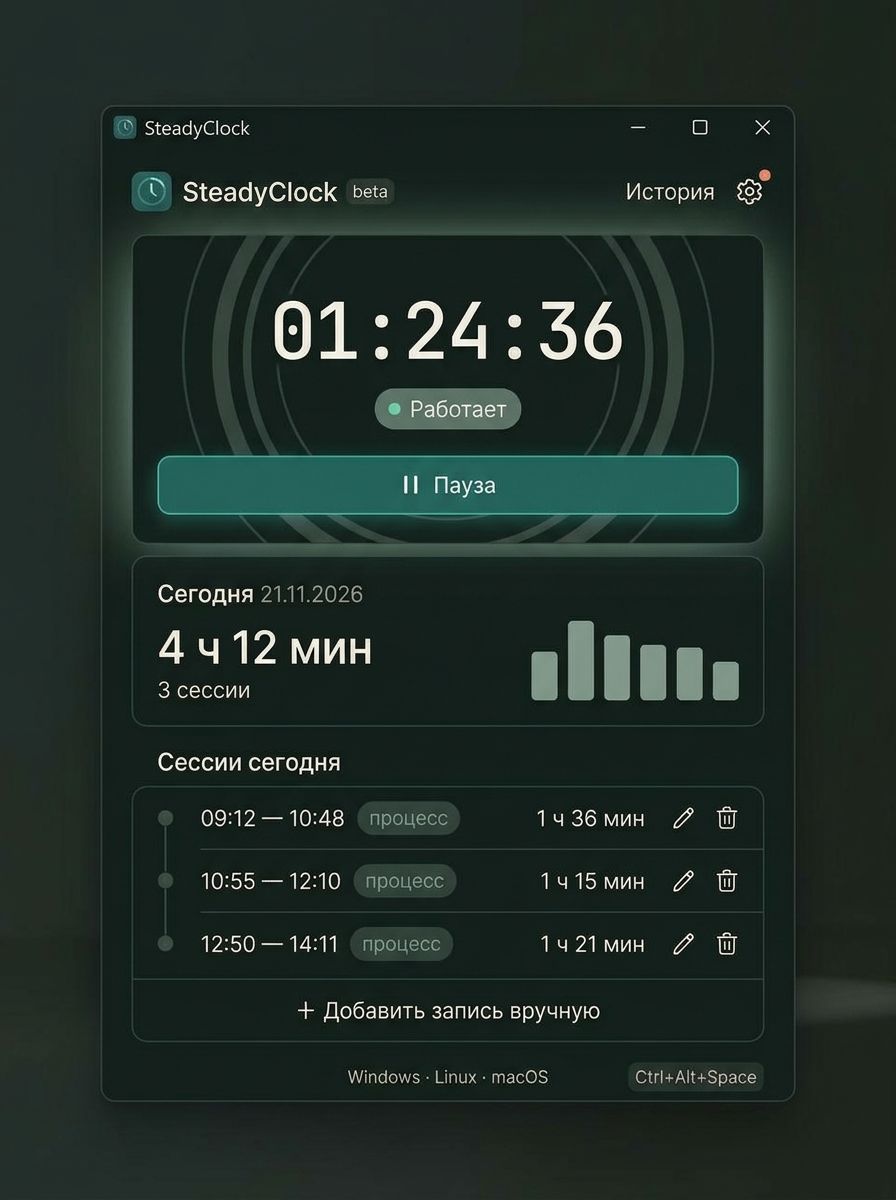 SteadyClock
SteadyClock beta
История
01:24:36
Работает
Пауза
Сегодня 21.11.2026
4 ч 12 мин
3 сессии
Сессии сегодня
09:12 — 10:48 процесс 1 ч 36 мин
10:55 — 12:10 процесс 1 ч 15 мин
12:50 — 14:11 процесс 1 ч 21 мин
+ Добавить запись вручную
Windows · Linux · macOS
Ctrl+Alt+Space